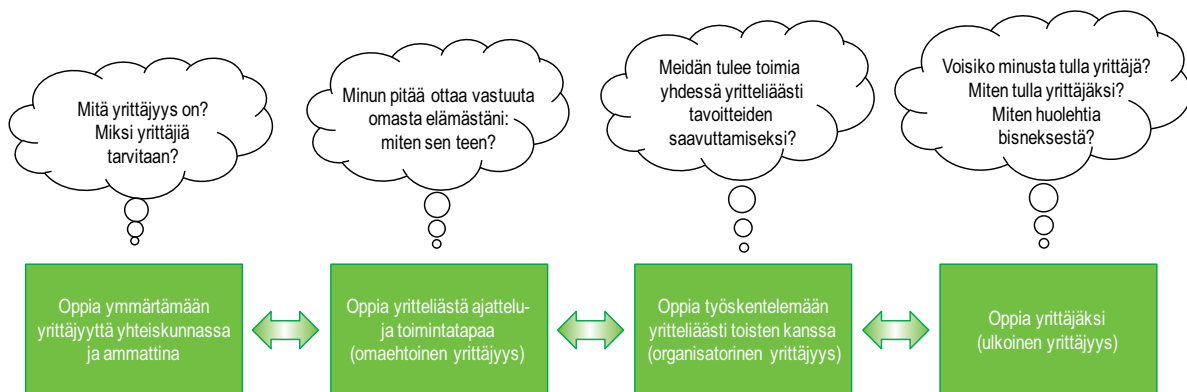 Mitä yrittäjyys on?
Miksi yrittäjiä
tarvitaan?
Minun pitää ottaa vastuuta
omasta elämästäni:
miten sen teen?
Meidän tulee toimia
yhdessä yritteliäästi
tavoitteiden
saavuttamiseksi?
Voisiko minusta tulla yrittäjä?
Miten tulla yrittäjäksi?
Miten huolehtia
bisneksestä?
Oppia ymmärtämään
yrittäjyyttä yhteiskunnassa
ja ammattina
Oppia yritteliästä ajattelu-
ja toimintatapaa
(omaehtoinen yrittäjyys)
Oppia työskentelemään
yritteliäästi toisten kanssa
(organisatorinen yrittäjyys)
Oppia yrittäjäksi
(ulkoinen yrittäjyys)